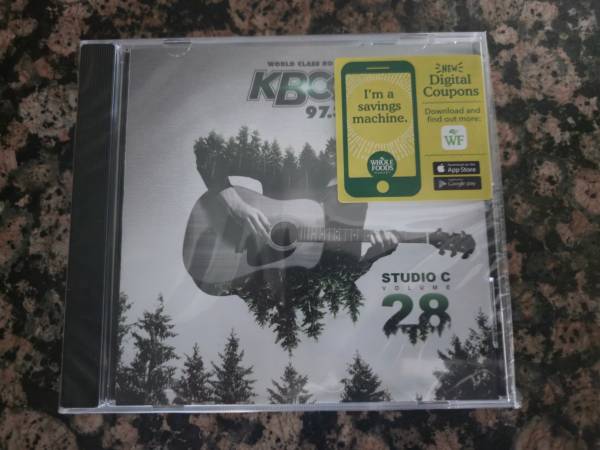 WORLD CLASS
KBC
97.
NEW
Digital
Coupons
I'm a
savings
machine.
Download and
find out more:
WF
WHOLE
FOODS
MARKET
App Store
Google play
STUDIO C
VOLUME
28